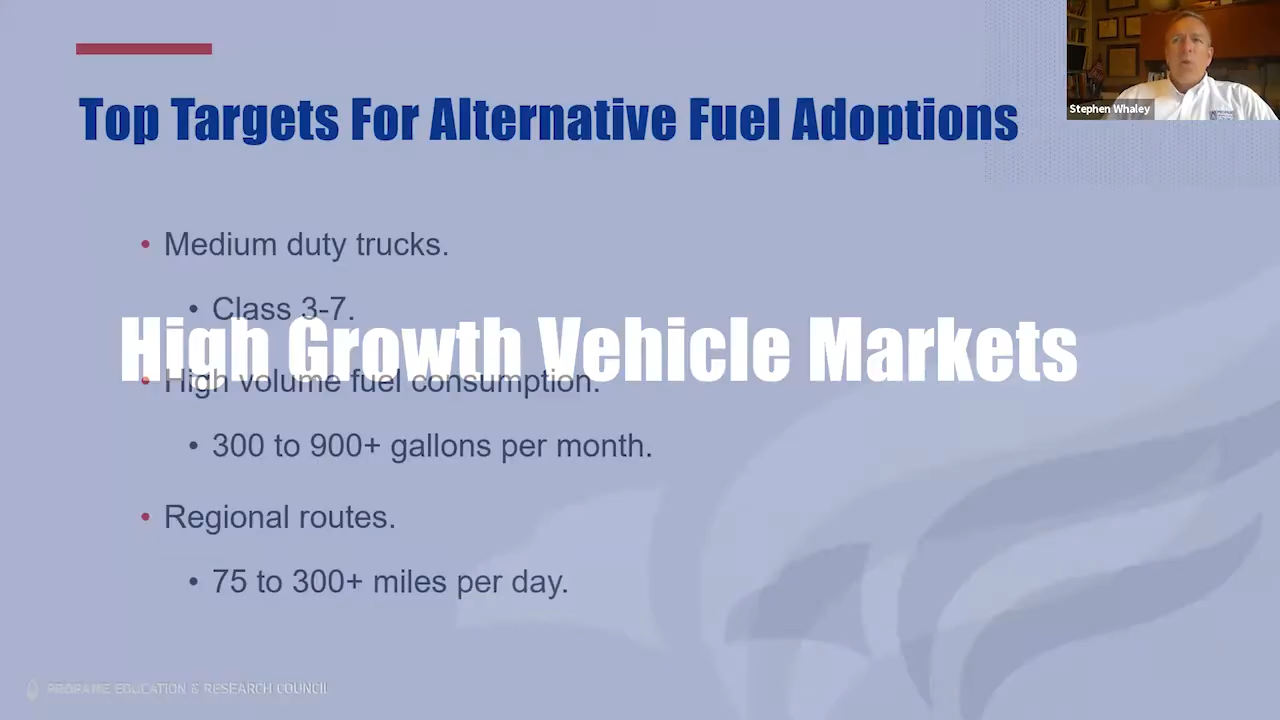 Top Targets For Alternative Fuel Adoptions
Stephen Whaley
• Medium duty trucks.
• Class 3-7.
High Growth Vehicle Markets
• High volume fuel consumption.
• 300 to 900+ gallons per month.
• Regional routes.
• 75 to 300+ miles per day.
PROPANE EDUCATION & RESEARCH COUNCIL